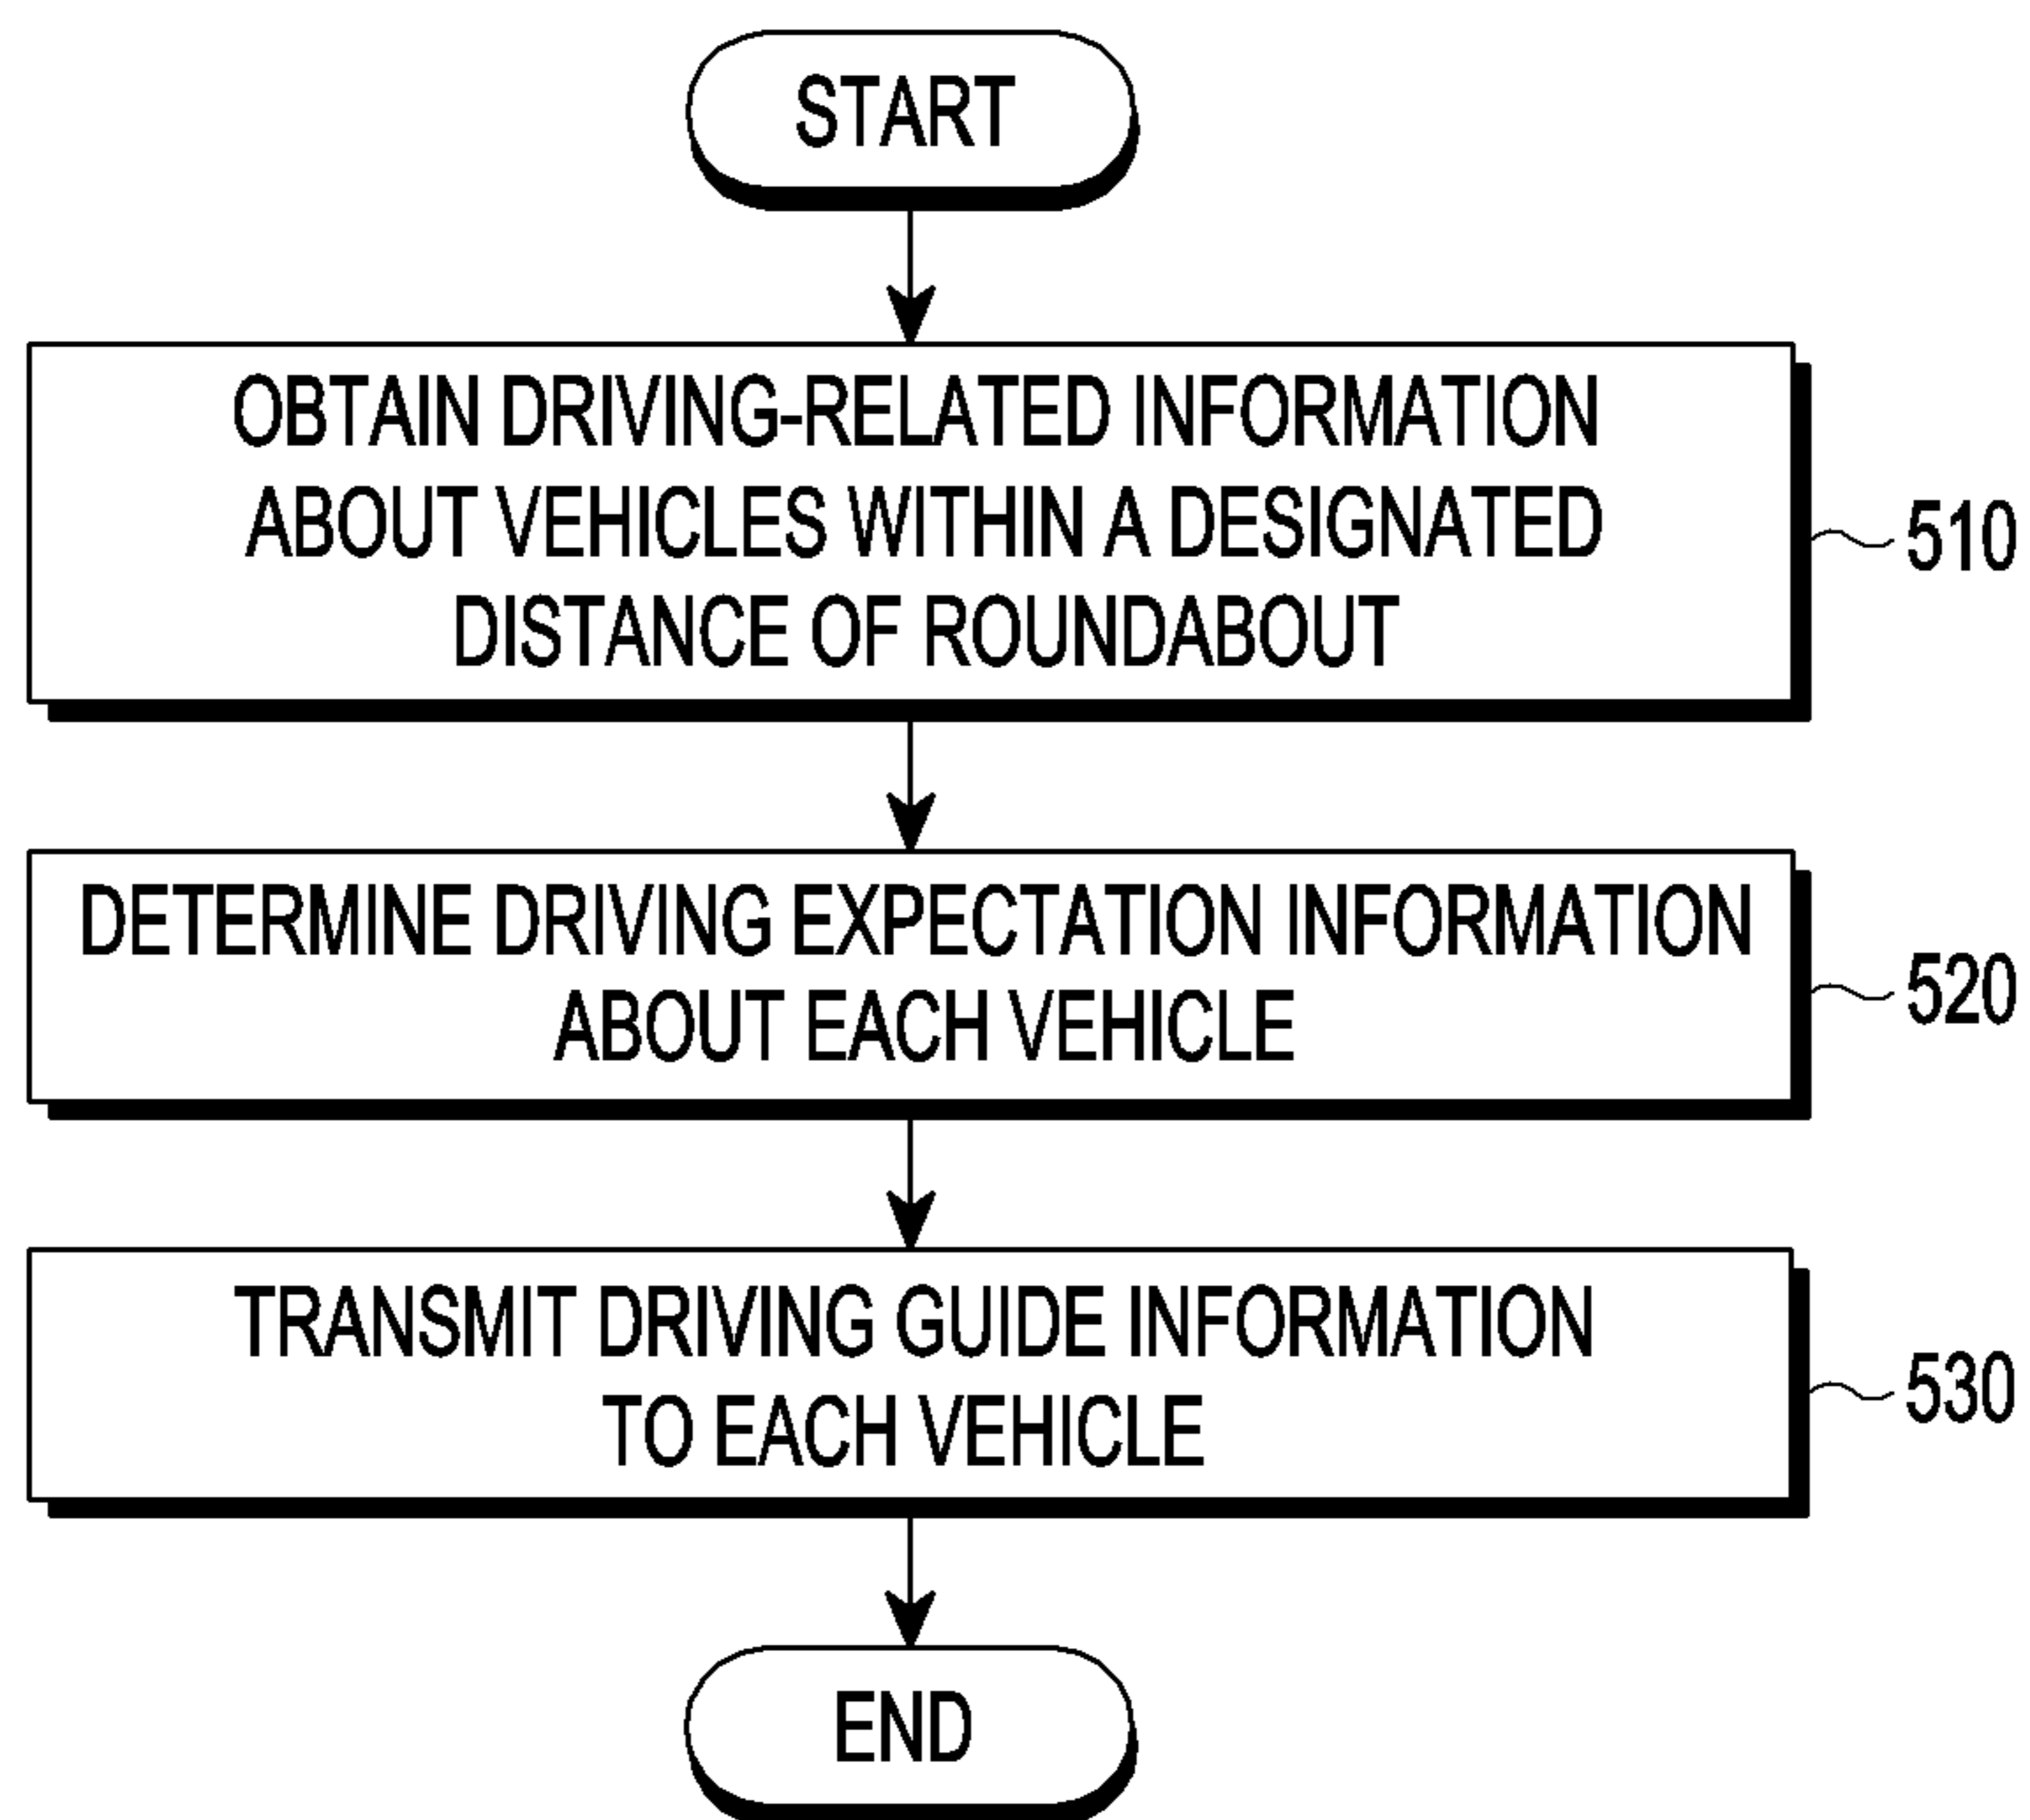 START
OBTAIN DRIVING-RELATED INFORMATION
ABOUT VEHICLES WITHIN A DESIGNATED
DISTANCE OF ROUNDABOUT
510
DETERMINE DRIVING EXPECTATION INFORMATION
ABOUT EACH VEHICLE
520
TRANSMIT DRIVING GUIDE INFORMATION
TO EACH VEHICLE
530
END